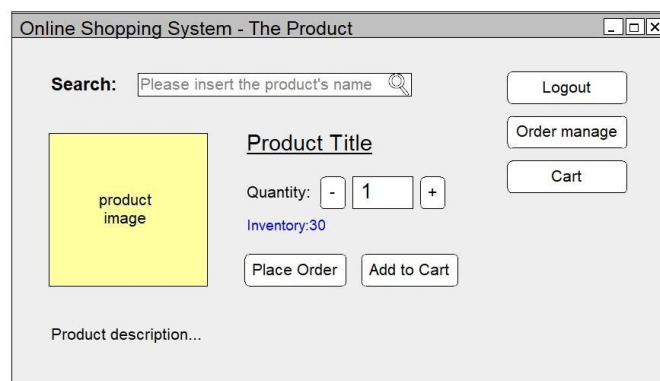 Online Shopping System - The Product
Search: Please insert the product's name
Logout
Order manage
Cart
product
image
Product Title
Quantity: - 1 +
Inventory:30
Place Order Add to Cart
Product description...